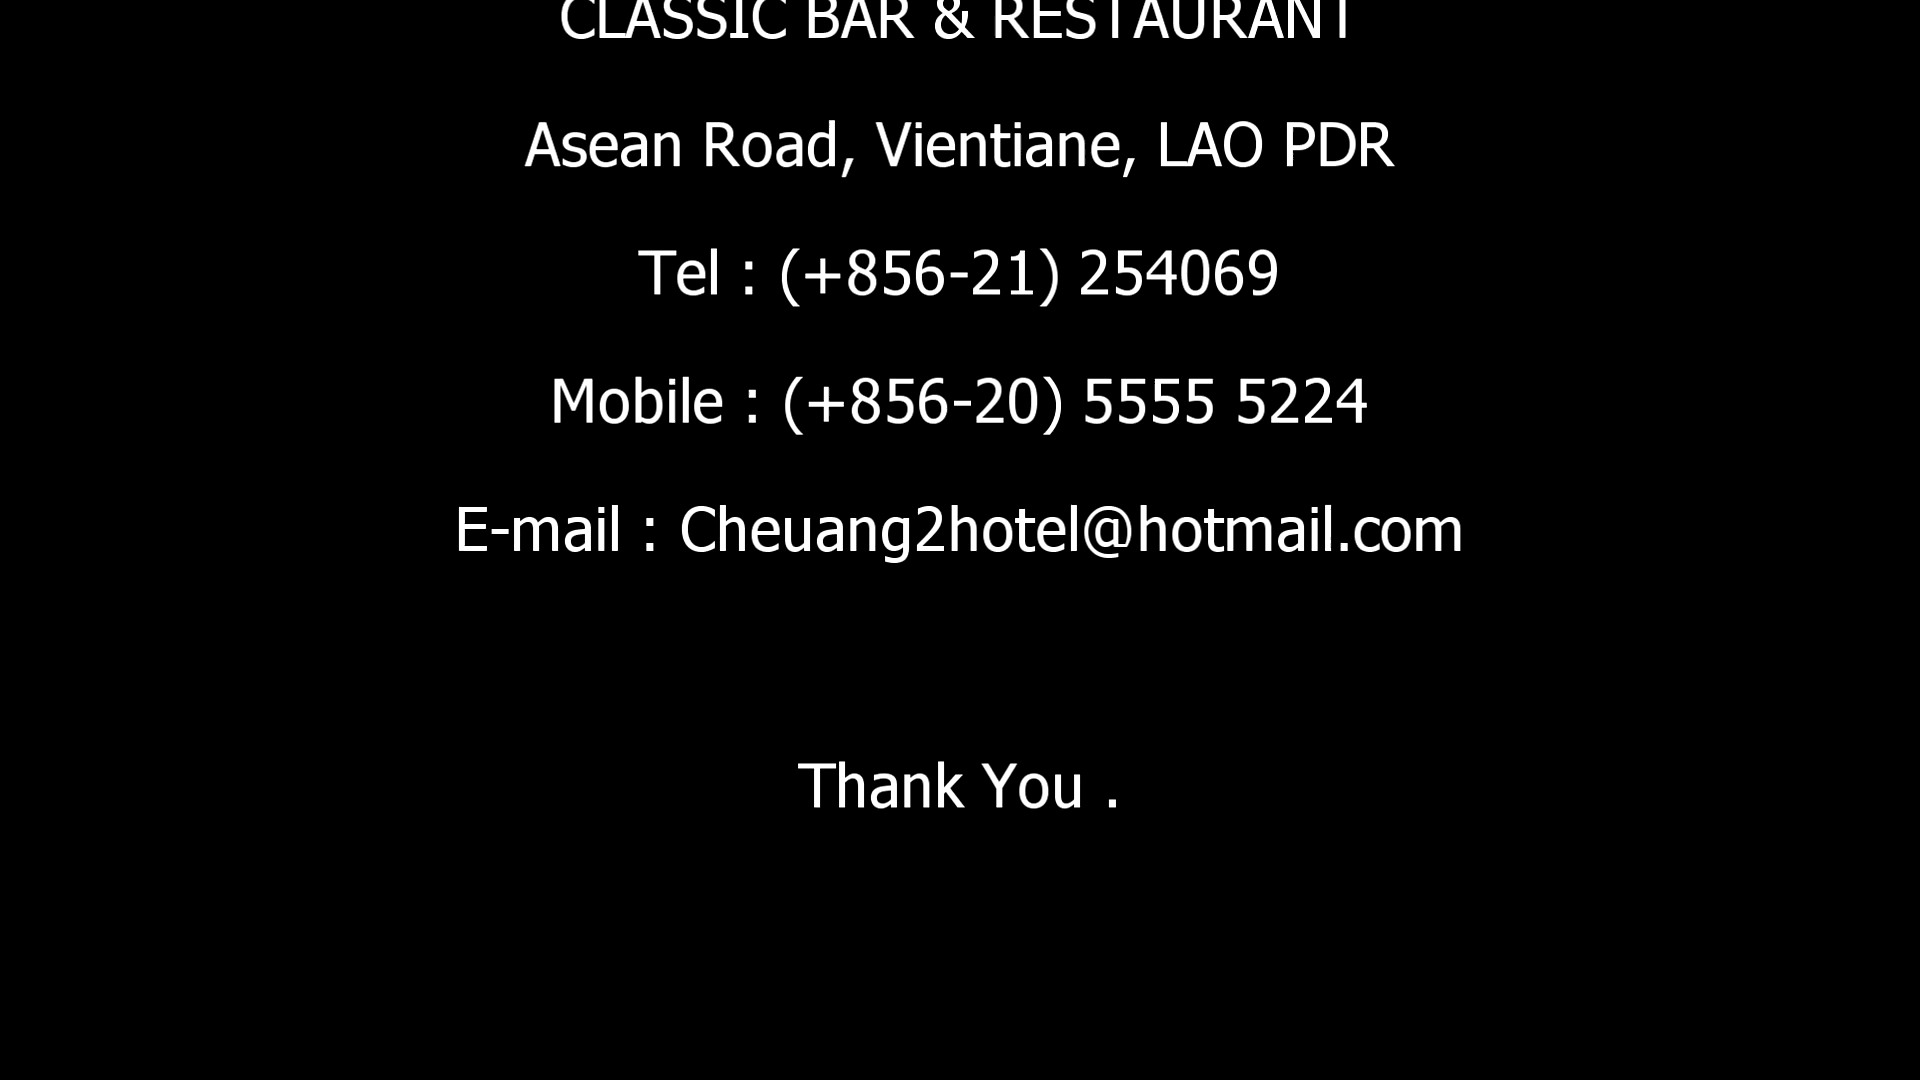 CLASSIC BAR & RESTAURANT
Asean Road, Vientiane, LAO PDR
Tel : (+856-21) 254069
Mobile : (+856-20) 5555 5224
E-mail : Cheuang2hotel@hotmail.com
Thank You .